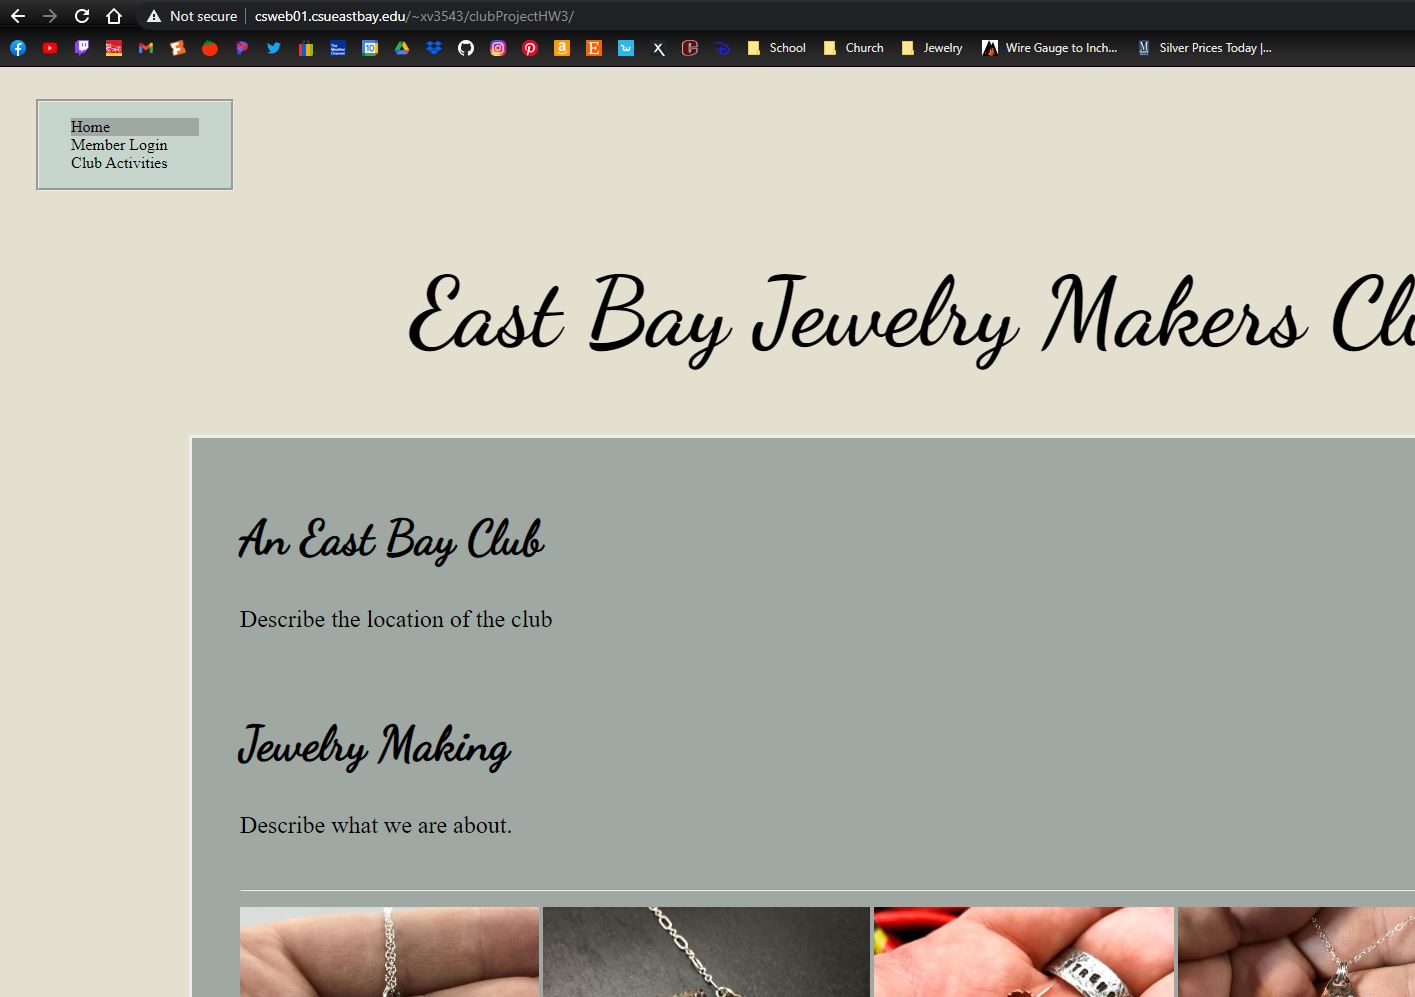 Not secure csweb01.csueastbay.edu/~xv3543/clubProjectHW3/
School Church Jewelry Wire Gauge to Inch... Silver Prices Today |...
Home
Member Login
Club Activities
East Bay Jewelry Makers Cl
An East Bay Club
Describe the location of the club
Jewelry Making
Describe what we are about.